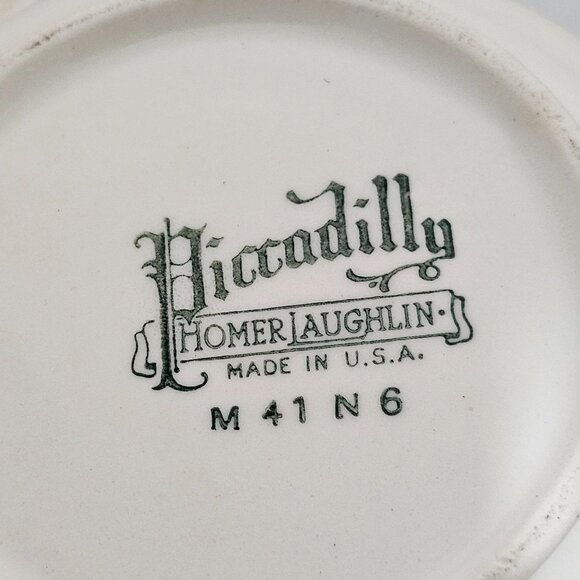 Piccadilly
HOMER LAUGHLIN
MADE IN U.S.A.
M 41 N 6